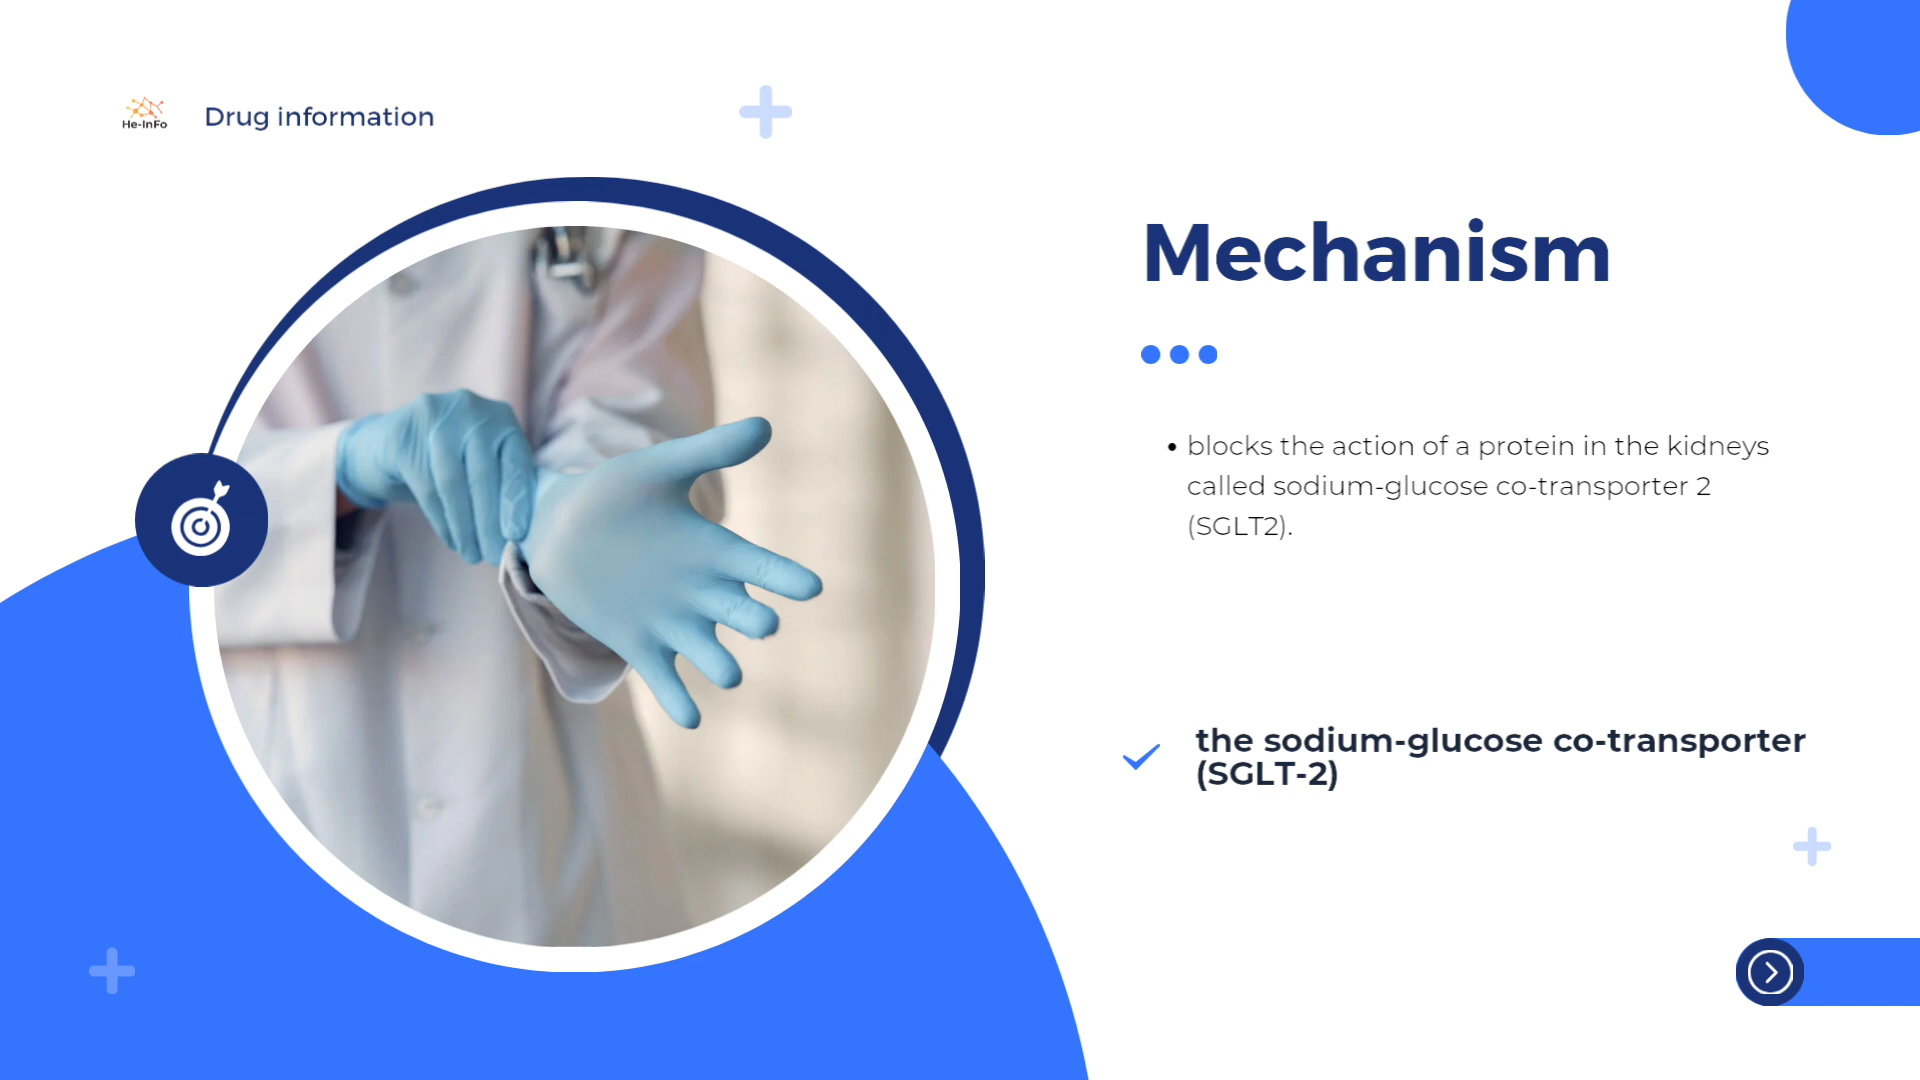 He-InFo
Drug information
Mechanism
• blocks the action of a protein in the kidneys
called sodium-glucose co-transporter 2
(SGLT2).
the sodium-glucose co-transporter
(SGLT-2)